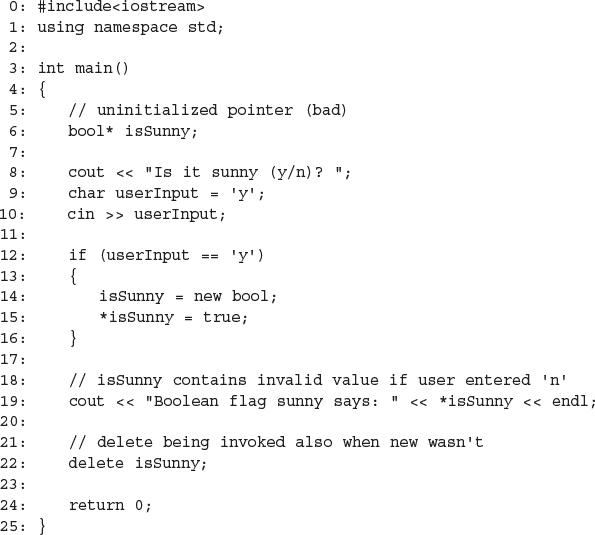 0: #include<iostream>
1: using namespace std;
2:
3: int main()
4: {
5:    // uninitialized pointer (bad)
6:    bool* isSunny;
7:
8:    cout << "Is it sunny (y/n)? ";
9:    char userInput = 'y';
10:    cin >> userInput;
11:
12:    if (userInput == 'y')
13:    {
14:       isSunny = new bool;
15:       *isSunny = true;
16:    }
17:
18:    // isSunny contains invalid value if user entered 'n'
19:    cout << "Boolean flag sunny says: " << *isSunny << endl;
20:
21:    // delete being invoked also when new wasn't
22:    delete isSunny;
23:
24:    return 0;
25: }